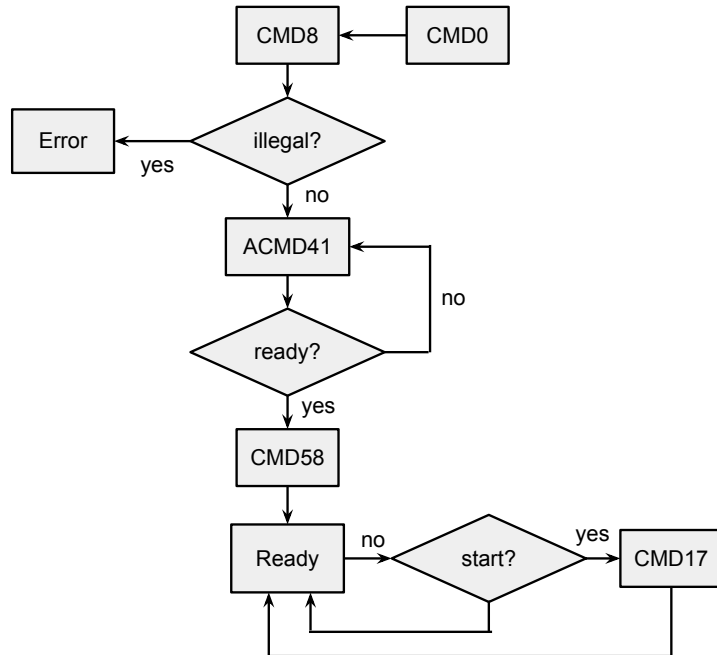 CMD8
CMD0
Error
illegal?
yes
no
ACMD41
no
ready?
yes
CMD58
Ready
no
start?
yes
CMD17